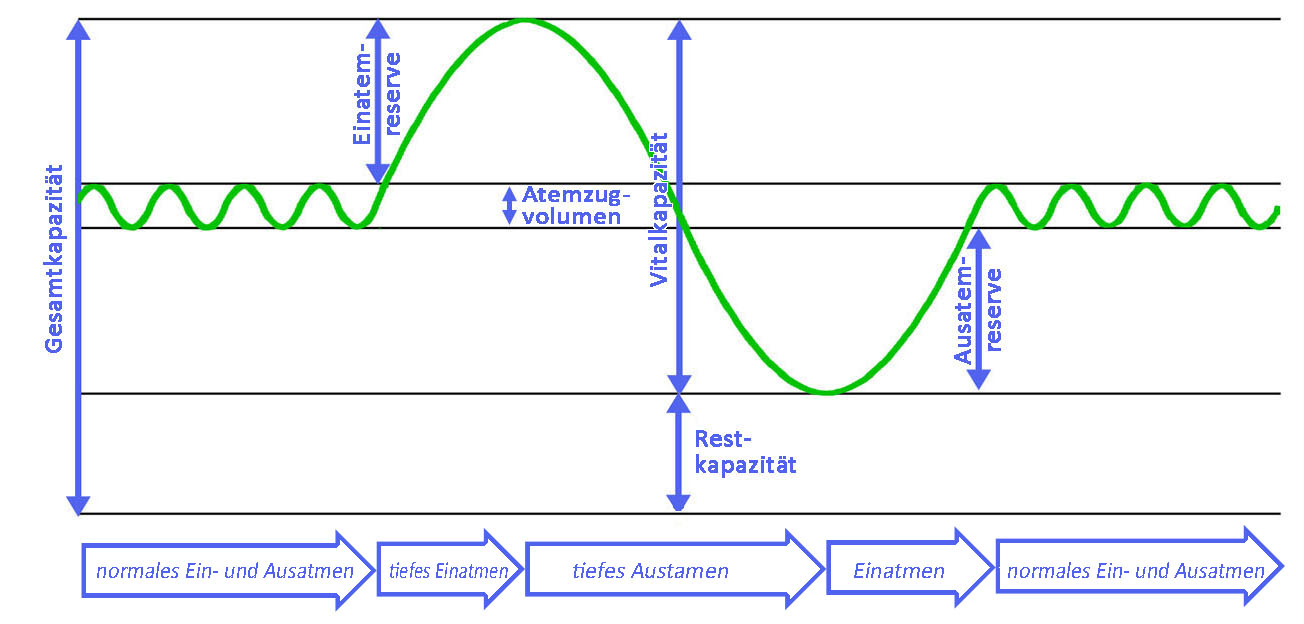 Gesamtkapazität
Einatem-
reserve
Atemzug-
volumen
Vitalkapazität
Ausatem-
reserve
Rest-
kapazität
normales Ein- und Ausatmen
tiefes Einatmen
tiefes Austamen
Einatmen
normales Ein- und Ausatmen